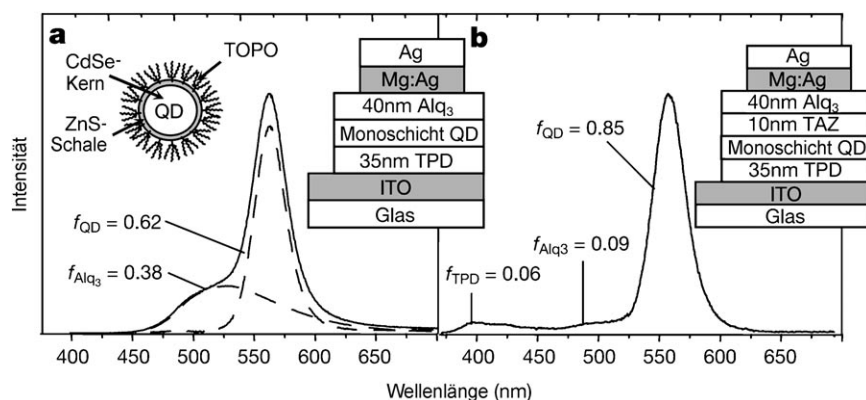 a
CdSe-
Kern
TOPO
QD
ZnS-
Schale
Ag
Mg:Ag
40nm Alq3
Monoschicht QD
35nm TPD
ITO
Glas
fQD = 0.62
fAlq3 = 0.38
Intensität
400 450 500 550 600 650
b
Ag
Mg:Ag
40nm Alq3
10nm TAZ
Monoschicht QD
35nm TPD
ITO
Glas
fQD = 0.85
fAlq3 = 0.09
fTPD = 0.06
400 450 500 550 600 650
Wellenlänge (nm)